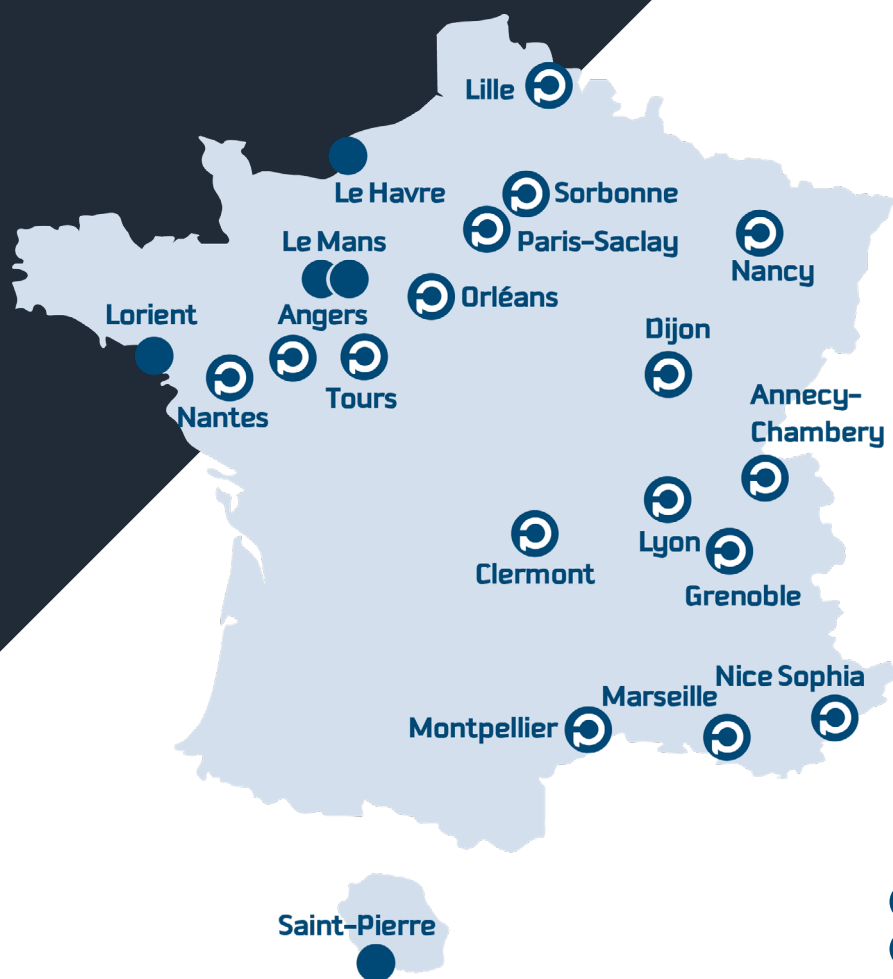 Lille
Le Havre
Sorbonne
Le Mans
Paris-Saclay
Nancy
Lorient
Angers
Orléans
Dijon
Nantes
Tours
Annecy-
Chambery
Clermont
Lyon
Grenoble
Nice Sophia
Marseille
Montpellier
Saint-Pierre